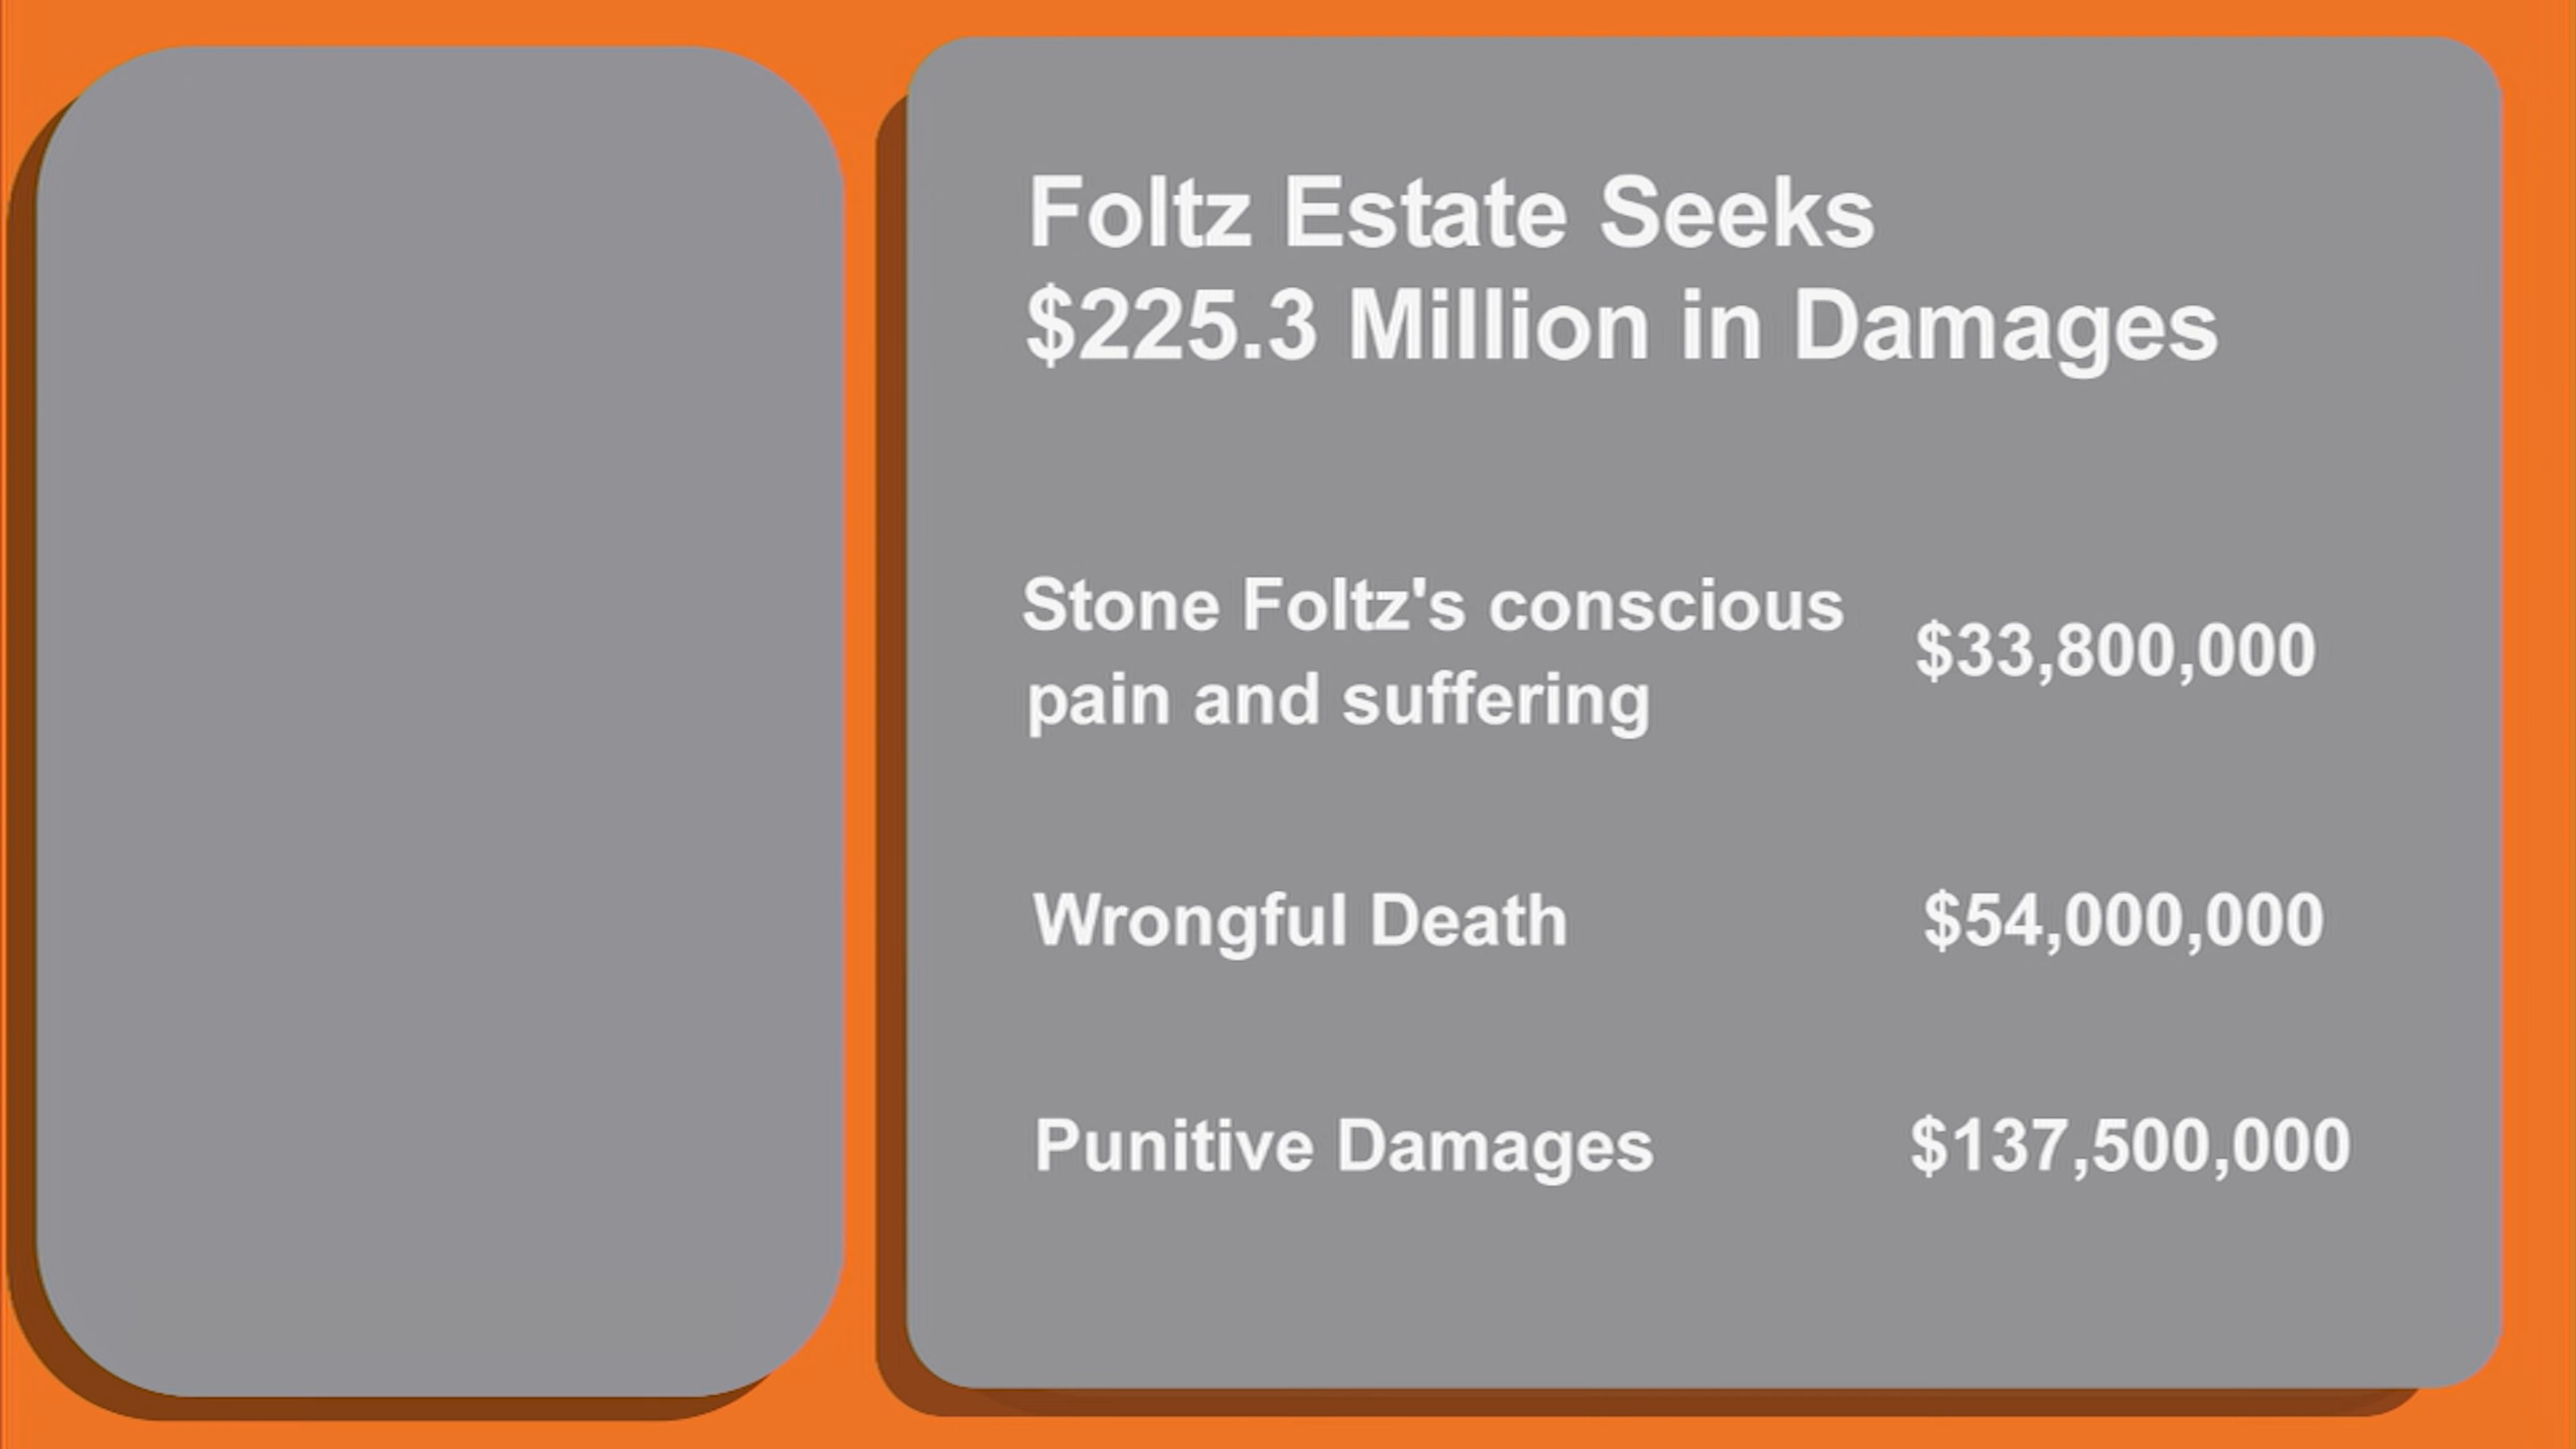 Foltz Estate Seeks
$225.3 Million in Damages
Stone Foltz's conscious
pain and suffering
$33,800,000
Wrongful Death
$54,000,000
Punitive Damages
$137,500,000